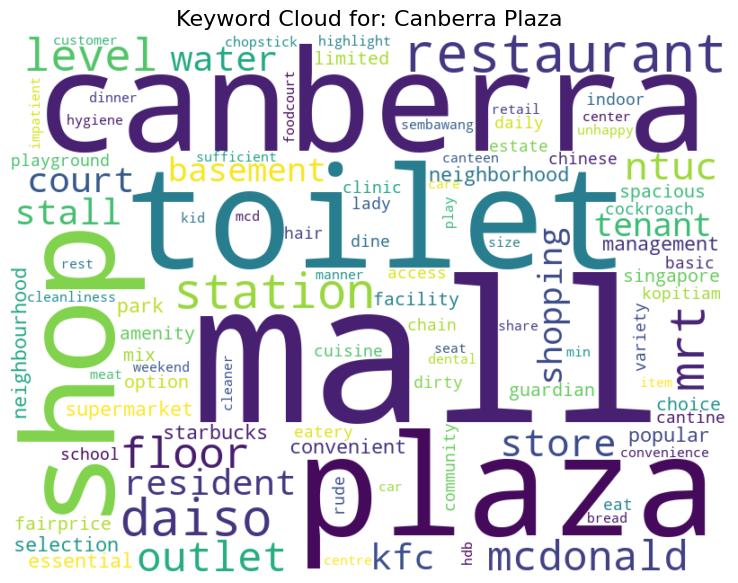 Keyword Cloud for: Canberra Plaza
customer
chopstick
highlight
level
water
limited
restaurant
canberra
impatient
dinner
hygiene
foodcourt
sembawang
retail
daily
indoor
center
unhappy
estate
playground
sufficient
canteen
chinese
court
basement
clinic
care
neighborhood
ntuc
toilet
kid
mcd
hair
lady
dine
play
size
spacious
cockroach
stall
tenant
management
basic
shop
rest
cleanliness
station
manner
access
facility
shopping
singapore
kopitiam
neighbourhood
park
mall
chain
share
amenity
mix
meat
weekend
option
cleaner
cuisine
seat
dental
dirty
min
variety
item
guardian
choice
mrt
cantine
supermarket
starbucks
eatery
convenient
community
store
popular
convenience
school
floor
resident
rude
car
plaza
eat
bread
fairprice
daiso
selection
essential
outlet
centre
kfc
hdb
mcdonald